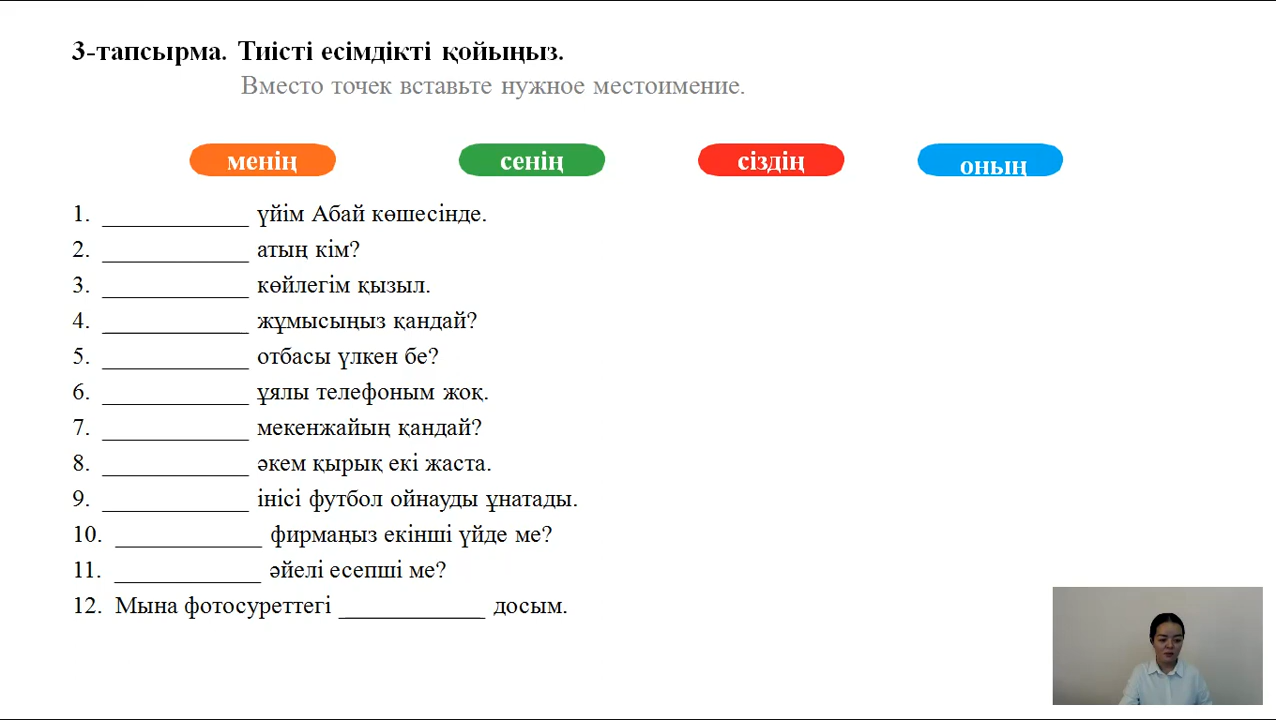 3-тапсырма. Тиісті есімдікті қойыңыз.
Вместо точек вставьте нужное местоимение.
менің сенің сіздің оның
1. ____________ үйім Абай көшесінде.
2. ____________ атың кім?
3. ____________ көйлегім қызыл.
4. ____________ жұмысыңыз қандай?
5. ____________ отбасы үлкен бе?
6. ____________ ұялы телефоным жоқ.
7. ____________ мекенжайың қандай?
8. ____________ әкем қырық екі жаста.
9. ____________ інісі футбол ойнауды ұнатады.
10. ____________ фирмаңыз екінші үйде ме?
11. ____________ әйелі есепші ме?
12. Мына фотосуреттегі ____________ досым.